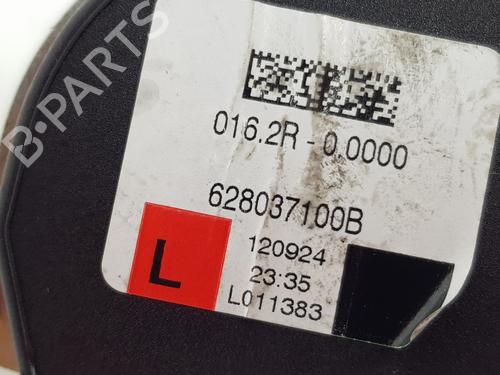 B-PARTS
016.2R - 0.0000
628037100B
L
120924
23:35
L011383